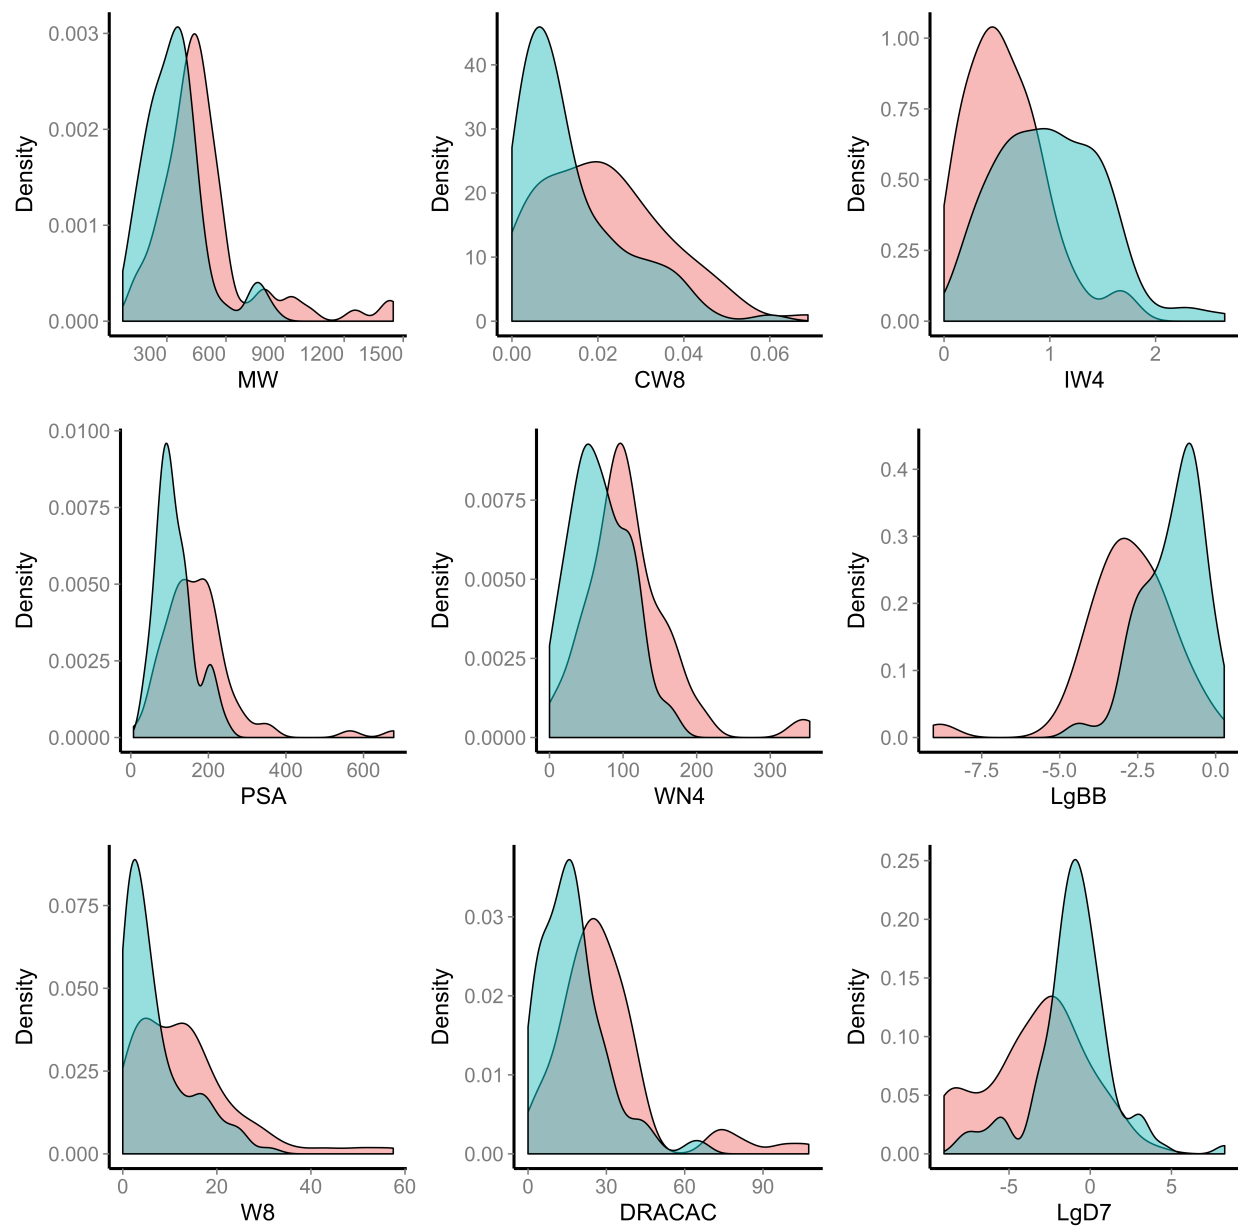 Density
0.003
0.002
0.001
0.000
300 600 900 1200 1500
MW
Density
40
30
20
10
0
0.00 0.02 0.04 0.06
CW8
Density
1.00
0.75
0.50
0.25
0.00
0 1 2
IW4
Density
0.0100
0.0075
0.0050
0.0025
0.0000
0 200 400 600
PSA
Density
0.0075
0.0050
0.0025
0.0000
0 100 200 300
WN4
Density
0.4
0.3
0.2
0.1
0.0
-7.5 -5.0 -2.5 0.0
LgBB
Density
0.075
0.050
0.025
0.000
0 20 40 60
W8
Density
0.03
0.02
0.01
0.00
0 30 60 90
DRACAC
Density
0.25
0.20
0.15
0.10
0.05
0.00
-5 0 5
LgD7